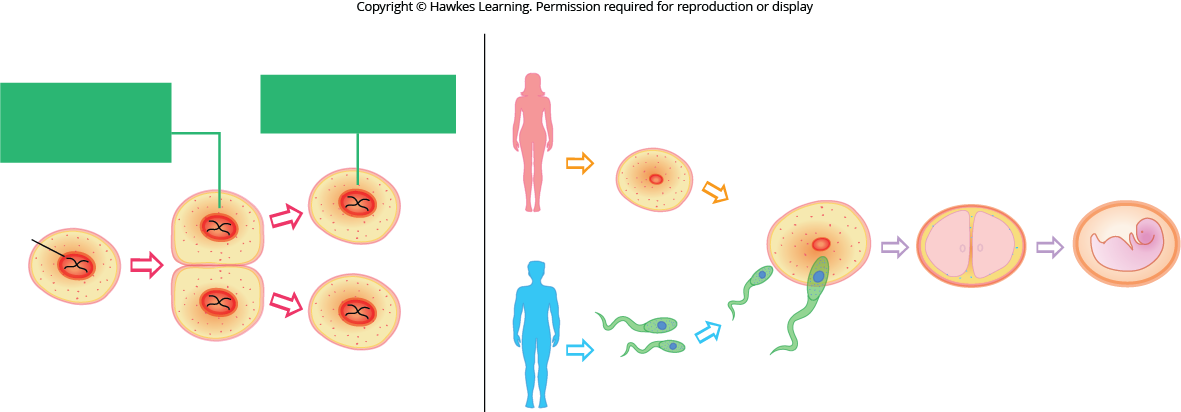 Copyright © Hawkes Learning. Permission required for reproduction or display